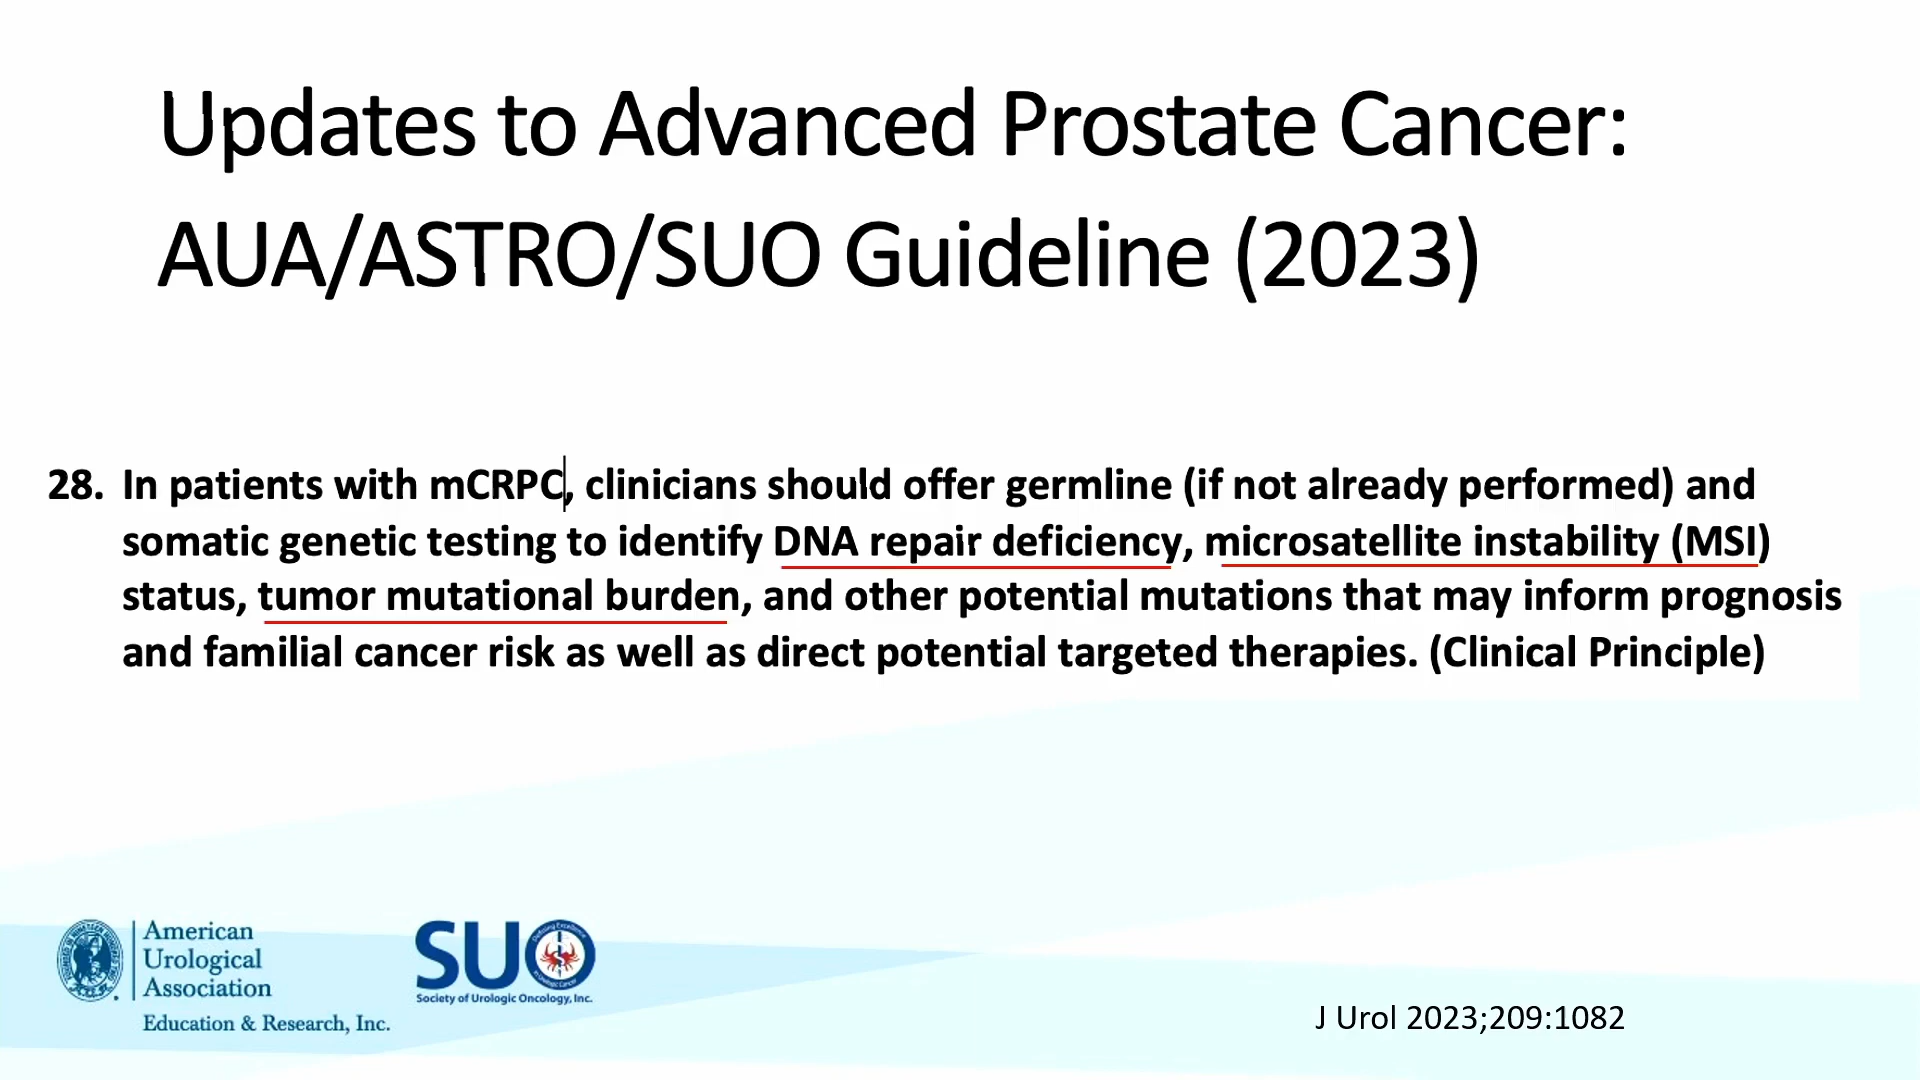 Updates to Advanced Prostate Cancer:
AUA/ASTRO/SUO Guideline (2023)
28. In patients with mCRPC, clinicians should offer germline (if not already performed) and
somatic genetic testing to identify DNA repair deficiency, microsatellite instability (MSI)
status, tumor mutational burden, and other potential mutations that may inform prognosis
and familial cancer risk as well as direct potential targeted therapies. (Clinical Principle)
American
Urological
Association
Education & Research, Inc.
SUO
Society of Urologic Oncology, Inc.
J Urol 2023;209:1082